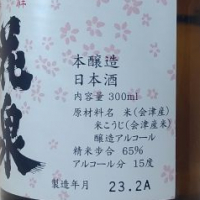 花泉
本醸造
日本酒
内容量 300ml
原材料名 米(会津産)
米こうじ(会津産米)
醸造アルコール
精米歩合 65%
アルコール分 15度
製造年月 23.2A